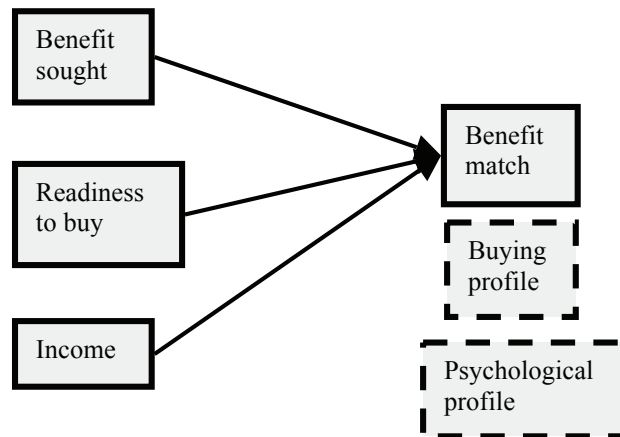 Benefit
sought
Readiness
to buy
Income
Benefit
match
Buying
profile
Psychological
profile